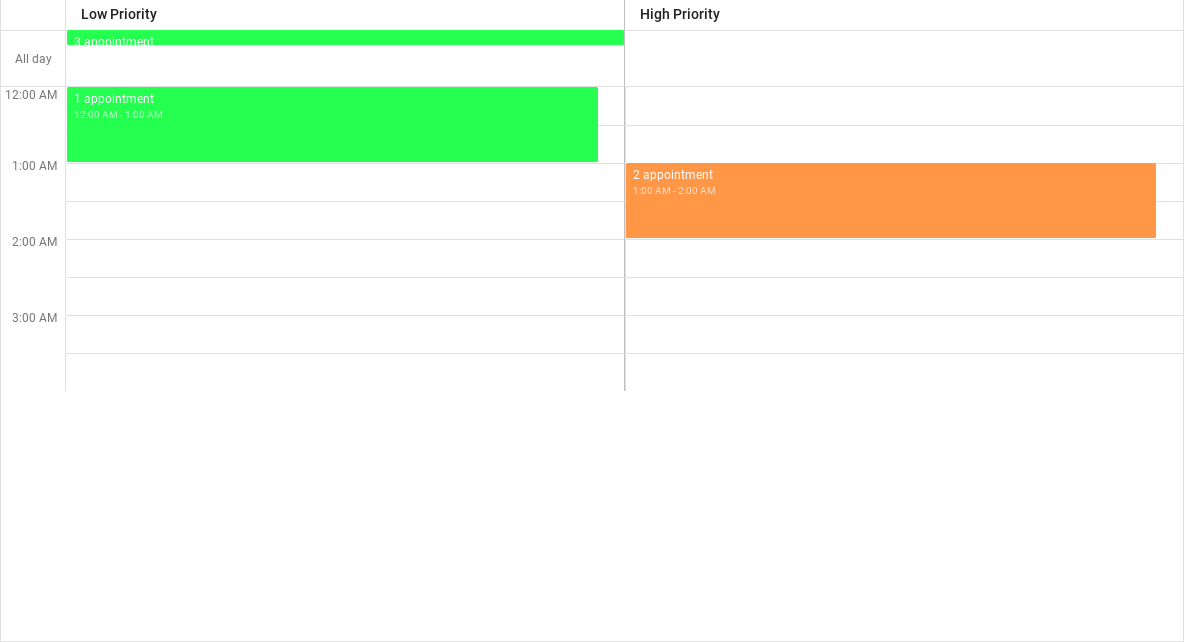 Low Priority
High Priority
3 appointment
All day
12:00 AM
1 appointment
12:00 AM - 1:00 AM
1:00 AM
2 appointment
1:00 AM - 2:00 AM
2:00 AM
3:00 AM